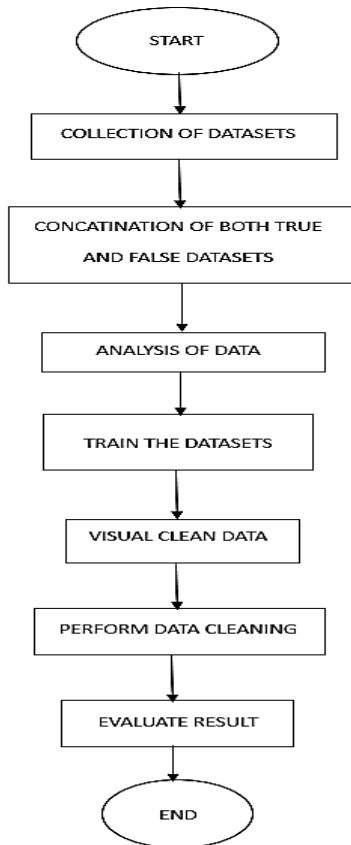 START
COLLECTION OF DATASETS
CONCATINATION OF BOTH TRUE
AND FALSE DATASETS
ANALYSIS OF DATA
TRAIN THE DATASETS
VISUAL CLEAN DATA
PERFORM DATA CLEANING
EVALUATE RESULT
END